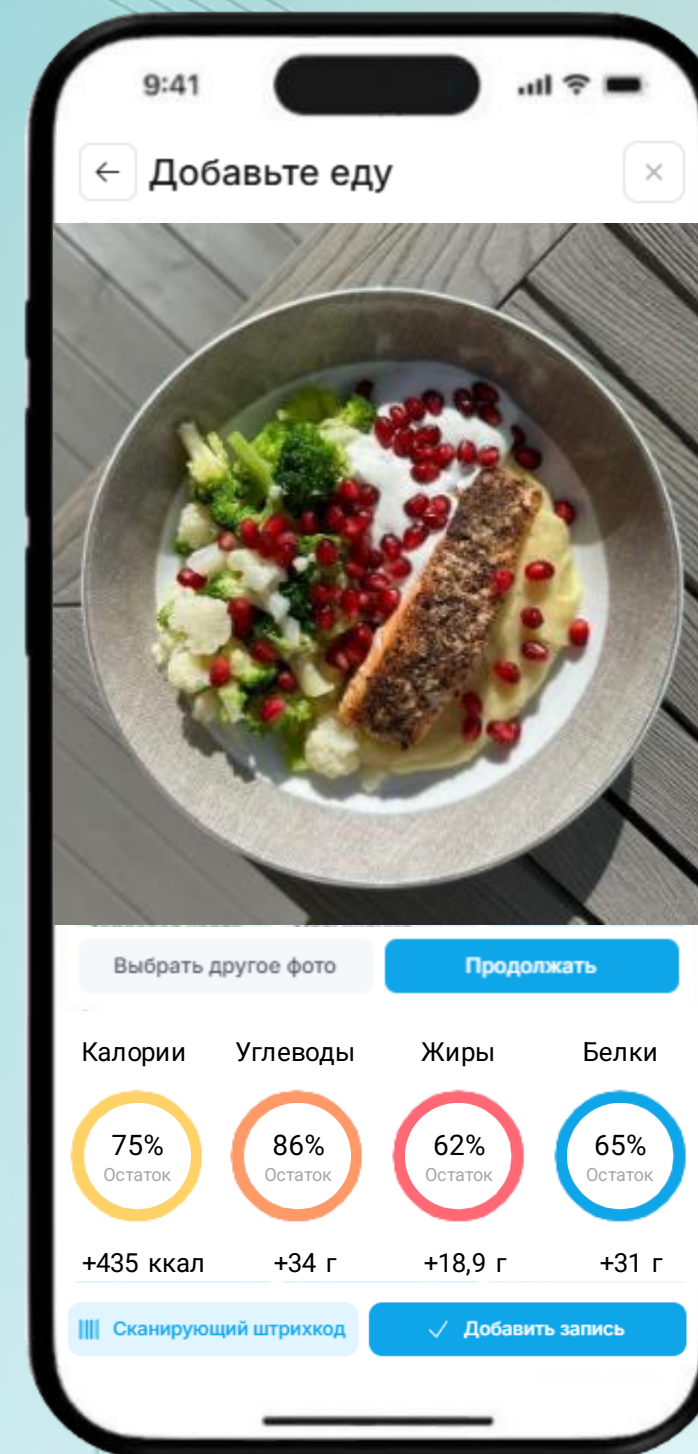 9:41
Добавьте еду
Выбрать другое фото Продолжать
Калории Углеводы Жиры Белки
75% 86% 62% 65%
Остаток Остаток Остаток Остаток
+435 ккал +34 г +18,9 г +31 г
Сканирующий штрихкод Добавить запись